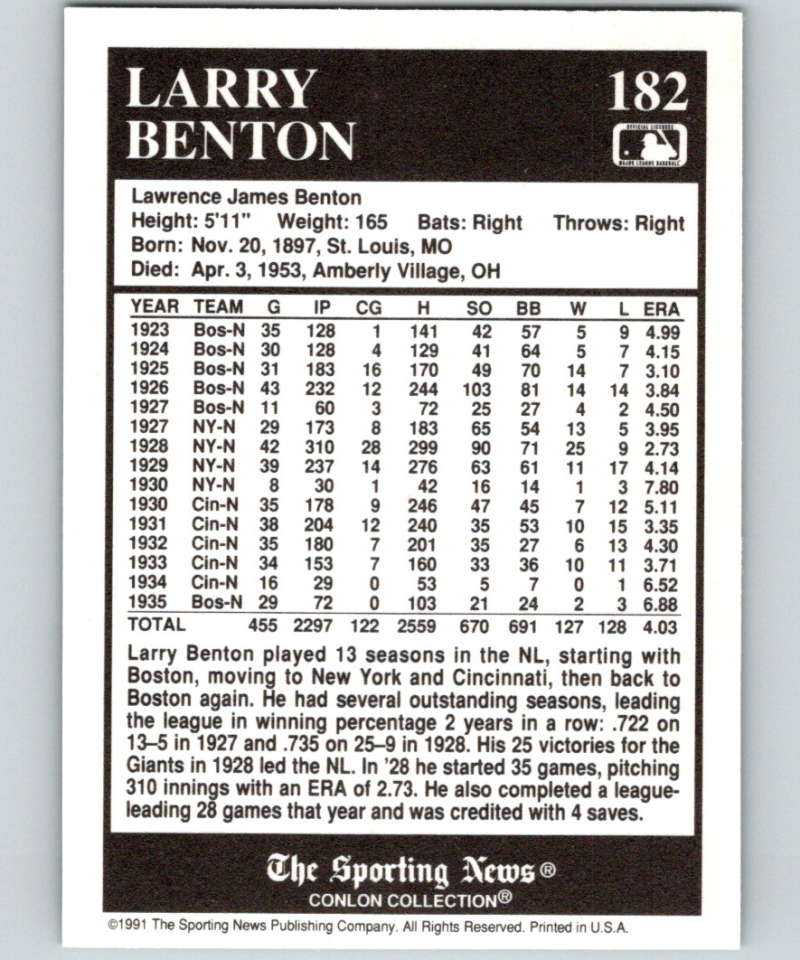 LARRY
BENTON
182
OFFICIAL LICENSEE
MAJOR LEAGUE BASEBALL
Lawrence James Benton
Height: 5'11" Weight: 165 Bats: Right Throws: Right
Born: Nov. 20, 1897, St. Louis, MO
Died: Apr. 3, 1953, Amberly Village, OH
YEAR TEAM G IP CG H SO BB W L ERA
1923 Bos-N 35 128 1 141 42 57 5 9 4.99
1924 Bos-N 30 128 4 129 41 64 5 7 4.15
1925 Bos-N 31 183 16 170 49 70 14 7 3.10
1926 Bos-N 43 232 12 244 103 81 14 14 3.84
1927 Bos-N 11 60 3 72 25 27 4 2 4.50
1927 NY-N 29 173 8 183 65 54 13 5 3.95
1928 NY-N 42 310 28 299 90 71 25 9 2.73
1929 NY-N 39 237 14 276 63 61 11 17 4.14
1930 NY-N 8 30 1 42 16 14 1 3 7.80
1930 Cin-N 35 178 9 246 47 45 7 12 5.11
1931 Cin-N 38 204 12 240 35 53 10 15 3.35
1932 Cin-N 35 180 7 201 35 27 6 13 4.30
1933 Cin-N 34 153 7 160 33 36 10 11 3.71
1934 Cin-N 16 29 0 53 5 7 0 1 6.52
1935 Bos-N 29 72 0 103 21 24 2 3 6.88
TOTAL 455 2297 122 2559 670 691 127 128 4.03
Larry Benton played 13 seasons in the NL, starting with
Boston, moving to New York and Cincinnati, then back to
Boston again. He had several outstanding seasons, leading
the league in winning percentage 2 years in a row: .722 on
13–5 in 1927 and .735 on 25–9 in 1928. His 25 victories for the
Giants in 1928 led the NL. In '28 he started 35 games, pitching
310 innings with an ERA of 2.73. He also completed a league-
leading 28 games that year and was credited with 4 saves.
The Sporting News®
CONLON COLLECTION®
©1991 The Sporting News Publishing Company. All Rights Reserved. Printed in U.S.A.